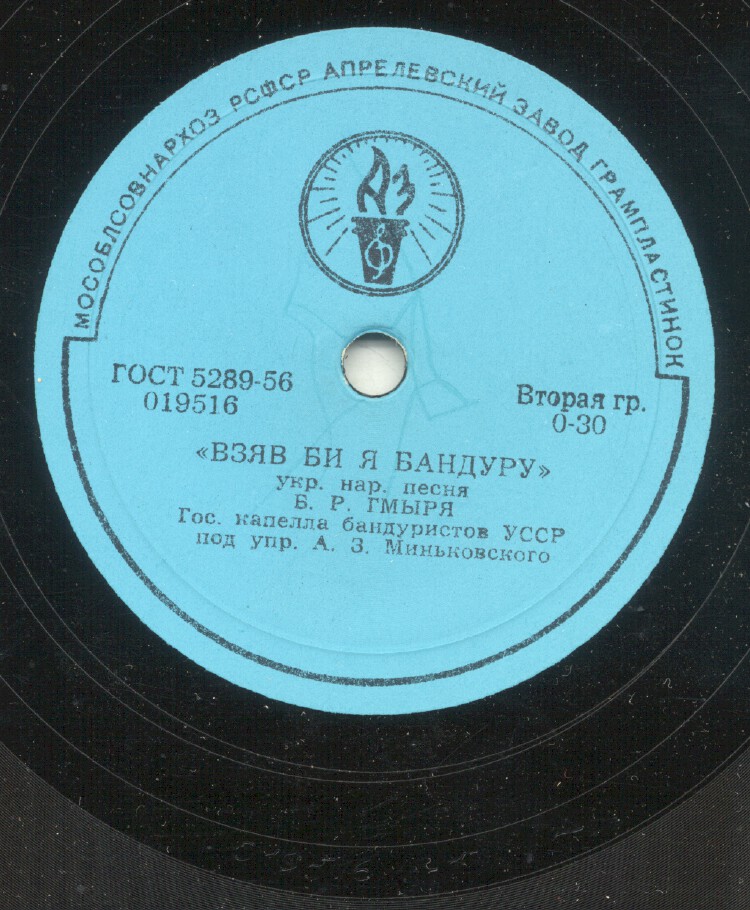 МОСОБЛСОВНАРХОЗ РСФСР АПРЕЛЕВСКИЙ ЗАВОД ГРАМПЛАСТИНОК
АЗ
ГОСТ 5289-56
019516
Вторая гр.
0-30
«ВЗЯВ БИ Я БАНДУРУ»
укр. нар. песня
Б. Р. ГМЫРЯ
Гос. капелла бандуристов УССР
под упр. А. З. Миньковского